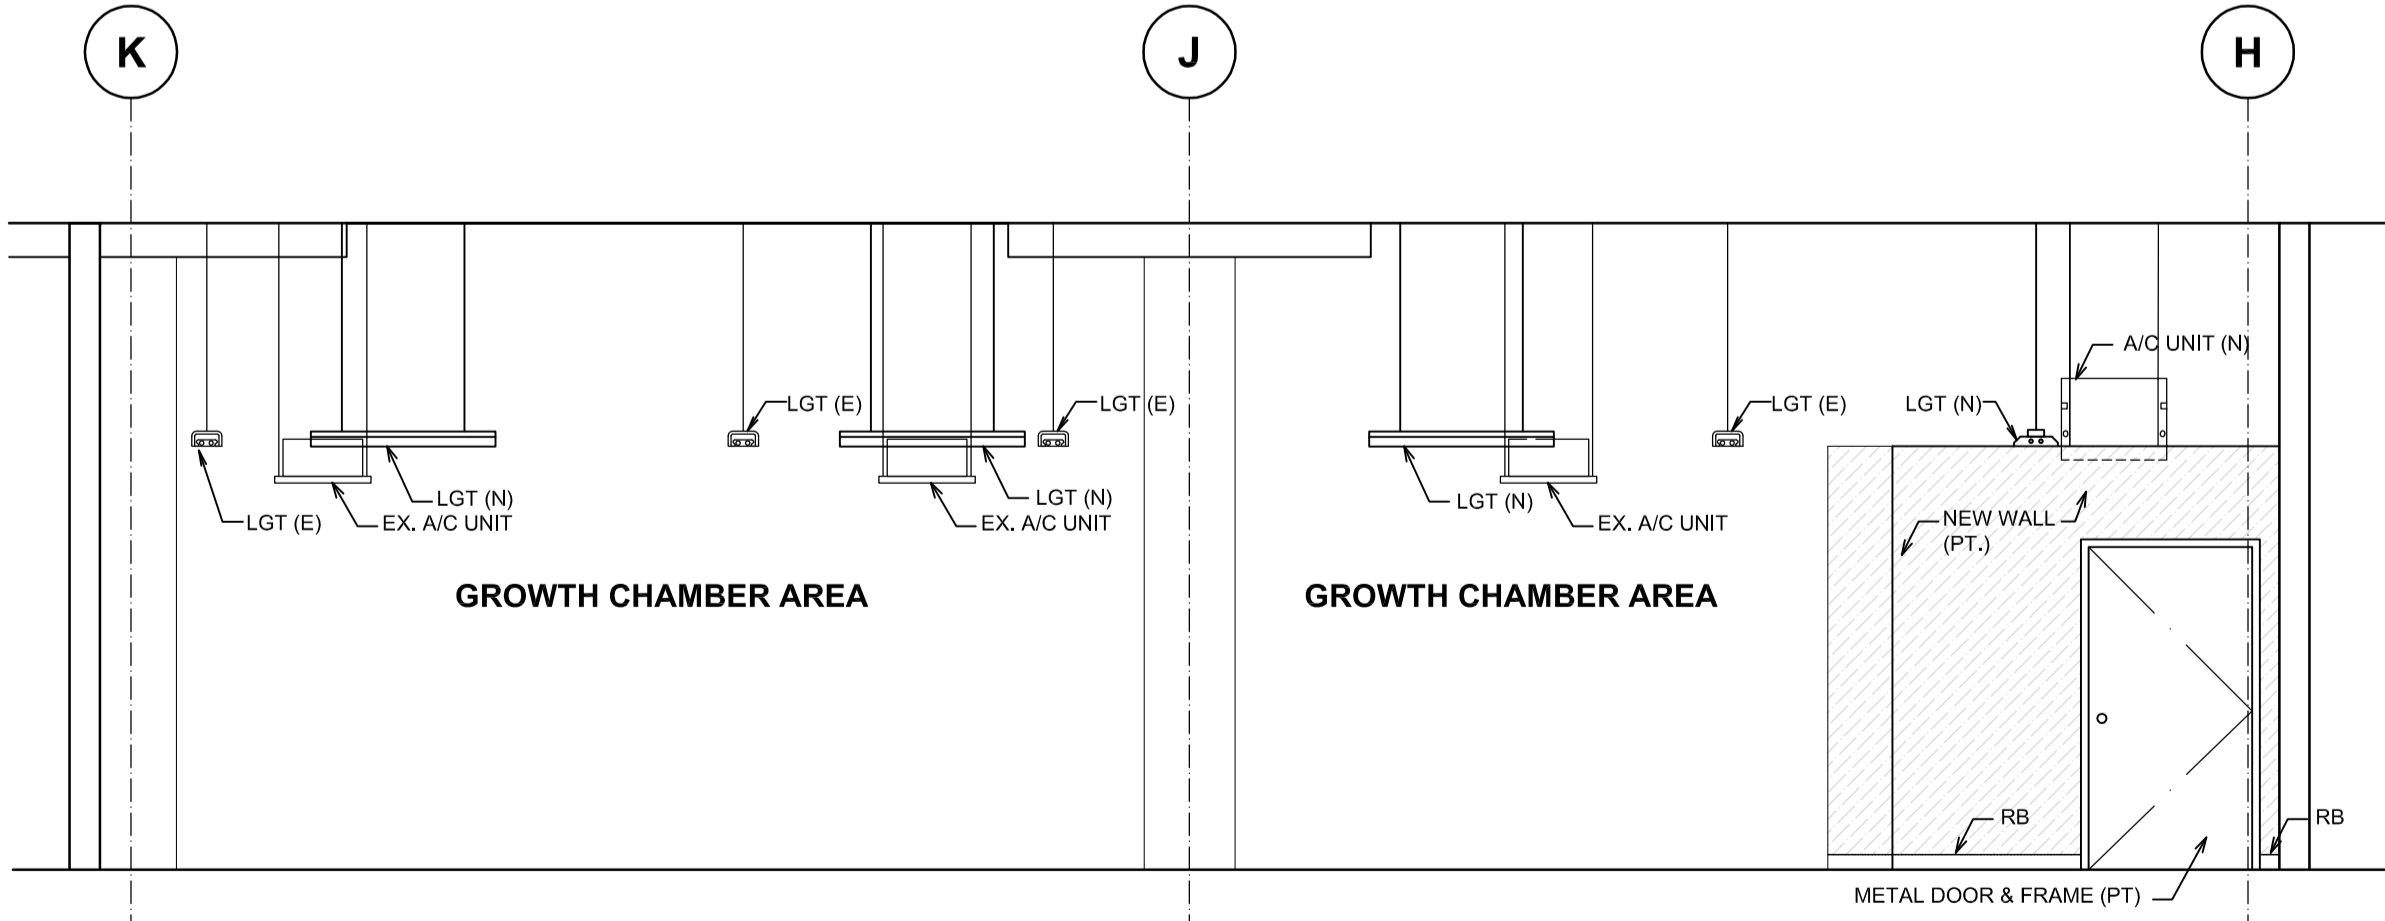 K
J
H
A/C UNIT (N)
LGT (E)
LGT (E)
LGT (E)
LGT (N)
LGT (N)
LGT (E)
EX. A/C UNIT
LGT (N)
EX. A/C UNIT
LGT (N)
EX. A/C UNIT
NEW WALL
(PT.)
GROWTH CHAMBER AREA
GROWTH CHAMBER AREA
RB
RB
METAL DOOR & FRAME (PT)